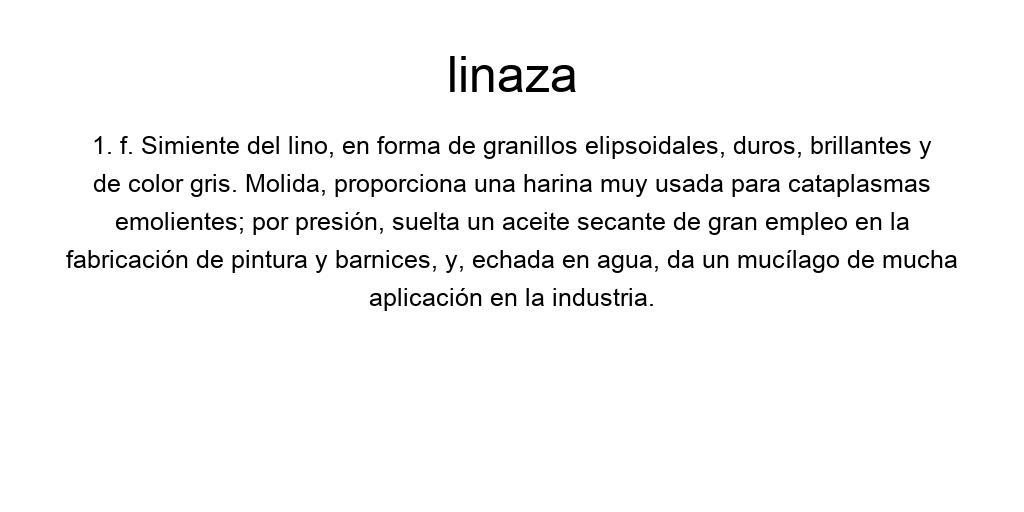 linaza
1. f. Simiente del lino, en forma de granillos elipsoidales, duros, brillantes y
de color gris. Molida, proporciona una harina muy usada para cataplasmas
emolientes; por presión, suelta un aceite secante de gran empleo en la
fabricación de pintura y barnices, y, echada en agua, da un mucílago de mucha
aplicación en la industria.